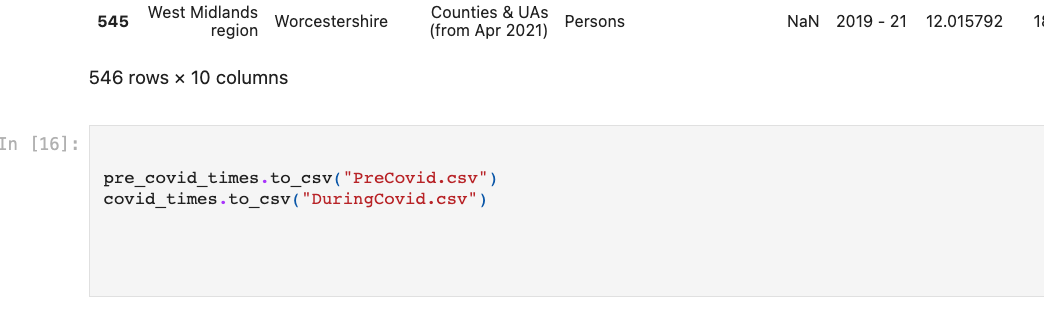 545 West Midlands region Worcestershire Counties & UAs (from Apr 2021) Persons NaN 2019 - 21 12.015792
546 rows × 10 columns
In [16]:
pre_covid_times.to_csv("PreCovid.csv")
covid_times.to_csv("DuringCovid.csv")